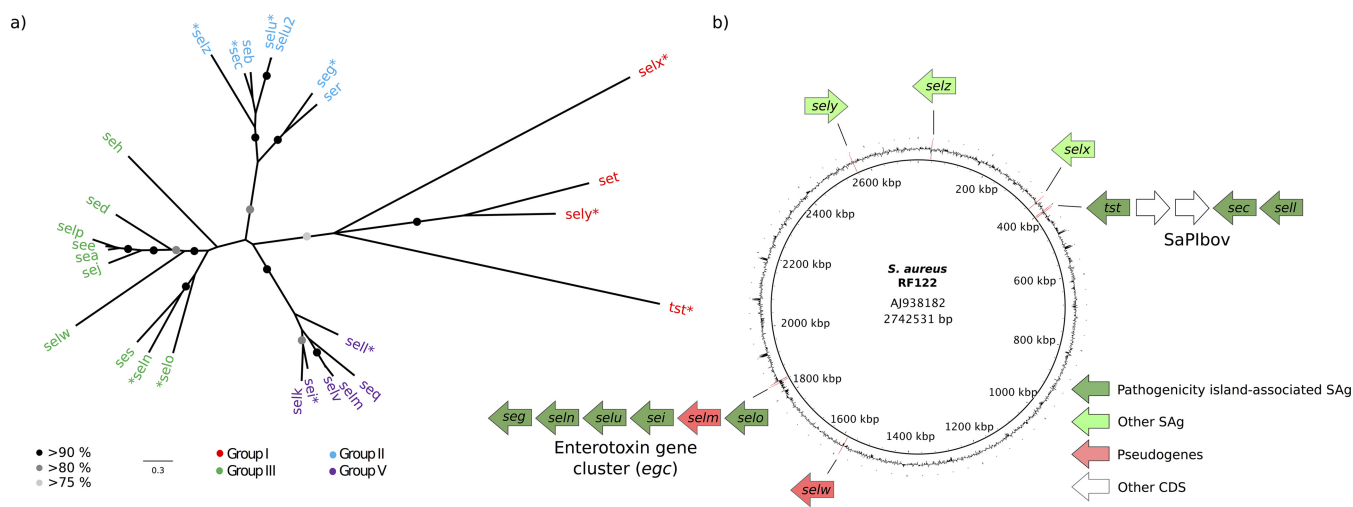 a)
*selz
*sec
seb
selu*
selu2
seg*
ser
selx*
set
sely*
tst*
seh
sed
selp
see
sea
sej
selw
ses
*seln
*selo
sell*
selk
sei*
selv
selm
seq
>90 %
>80 %
>75 %
0.3
Group I
Group II
Group III
Group V
b)
sely
selz
selx
tst
sec
sell
SaPIbov
200 kbp
400 kbp
600 kbp
800 kbp
1000 kbp
1200 kbp
1400 kbp
1600 kbp
1800 kbp
2000 kbp
2200 kbp
2400 kbp
2600 kbp
S. aureus
RF122
AJ938182
2742531 bp
seg
seln
selu
sei
selm
selo
Enterotoxin gene
cluster (egc)
selw
Pathogenicity island-associated SAg
Other SAg
Pseudogenes
Other CDS